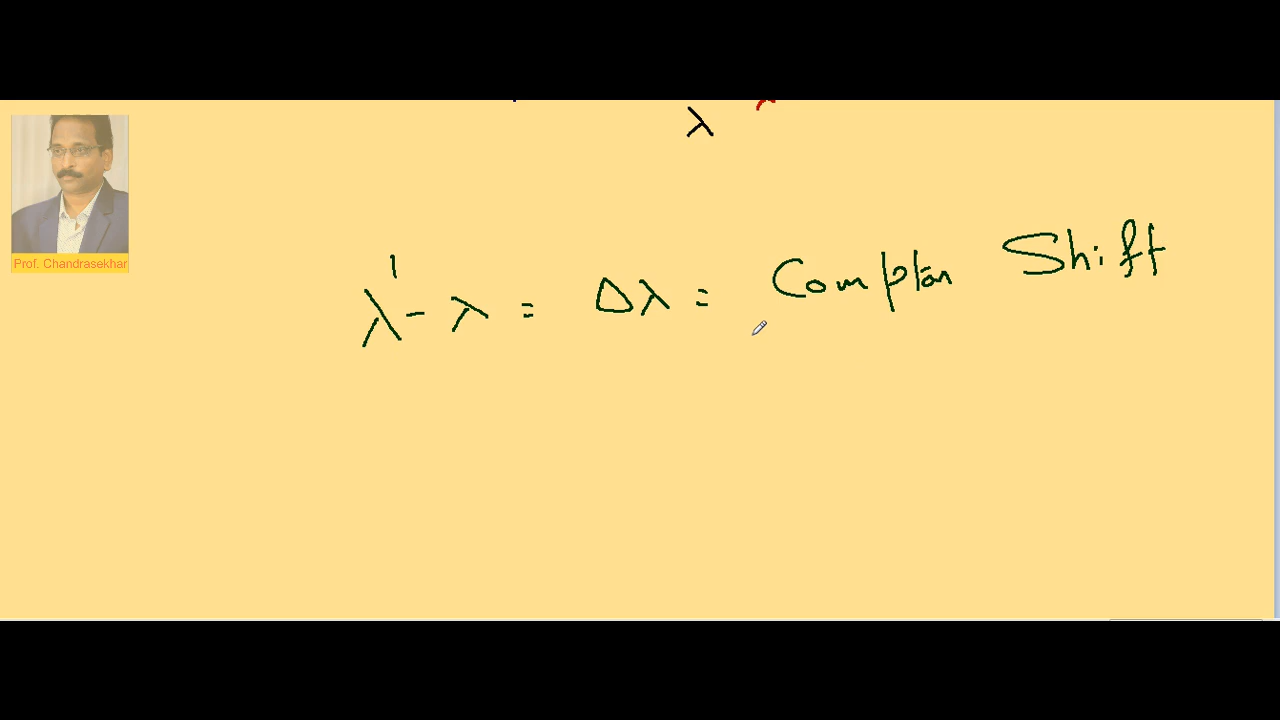 λ
Prof. Chandrasekhar
λ' - λ = Δλ = Compton Shift